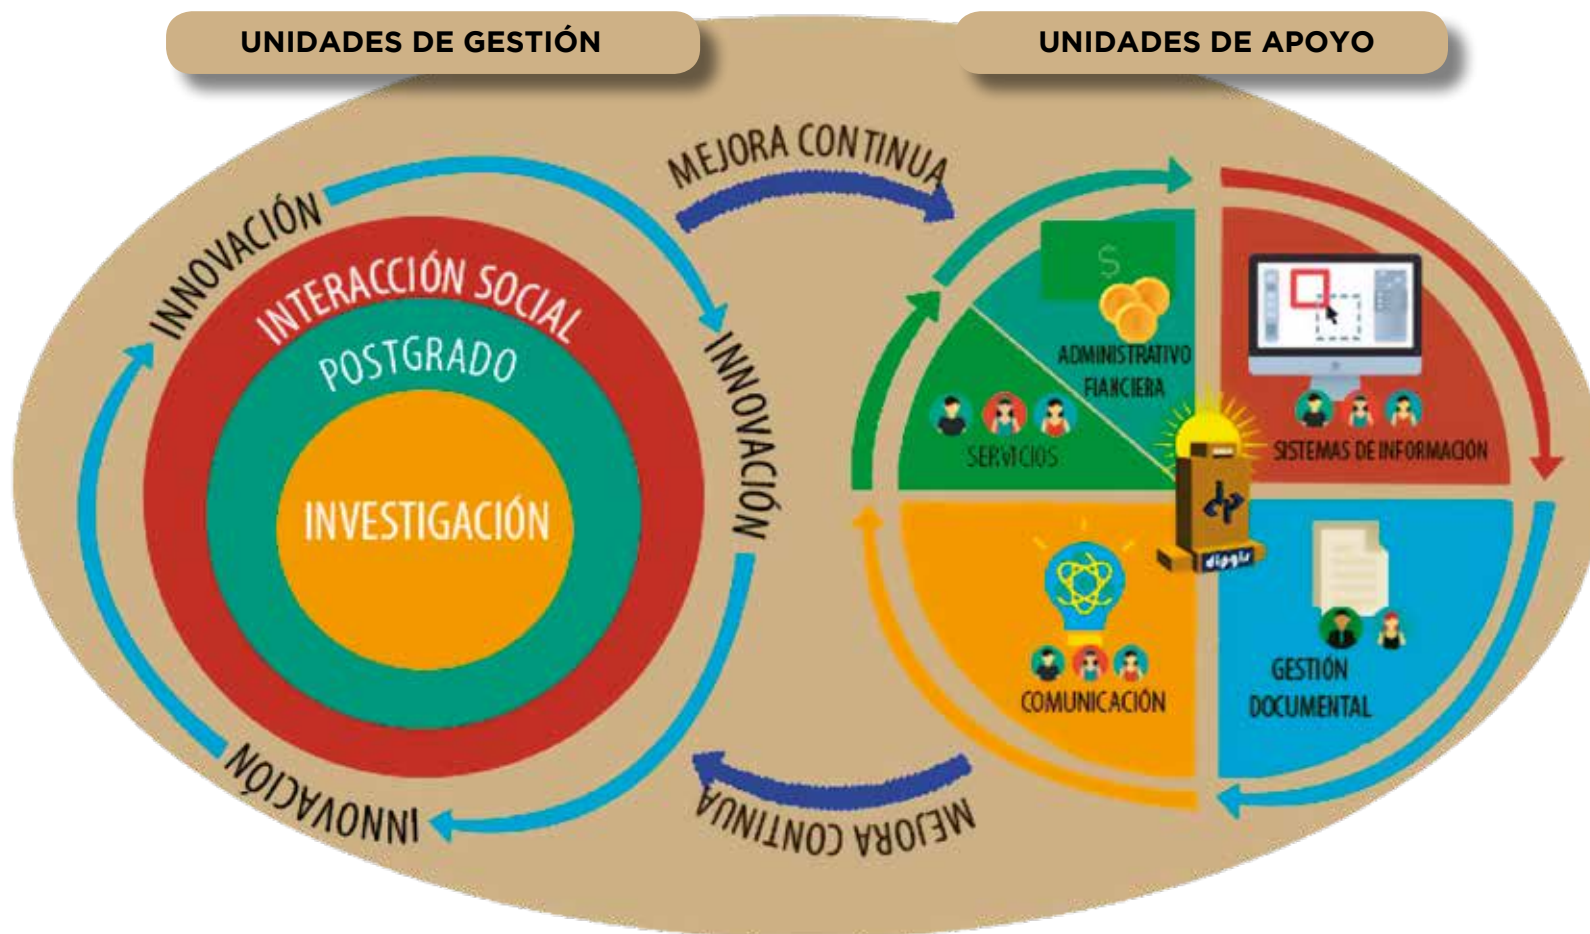 UNIDADES DE GESTIÓN
UNIDADES DE APOYO
MEJORA CONTINUA
INNOVACIÓN
INNOVACIÓN
INNOVACIÓN
INTERACCIÓN SOCIAL
POSTGRADO
INVESTIGACIÓN
MEJORA CONTINUA
$
ADMINISTRATIVO
FIANCIERA
SERVICIOS
SISTEMAS DE INFORMACIÓN
COMUNICACIÓN
GESTIÓN
DOCUMENTAL
dipgis